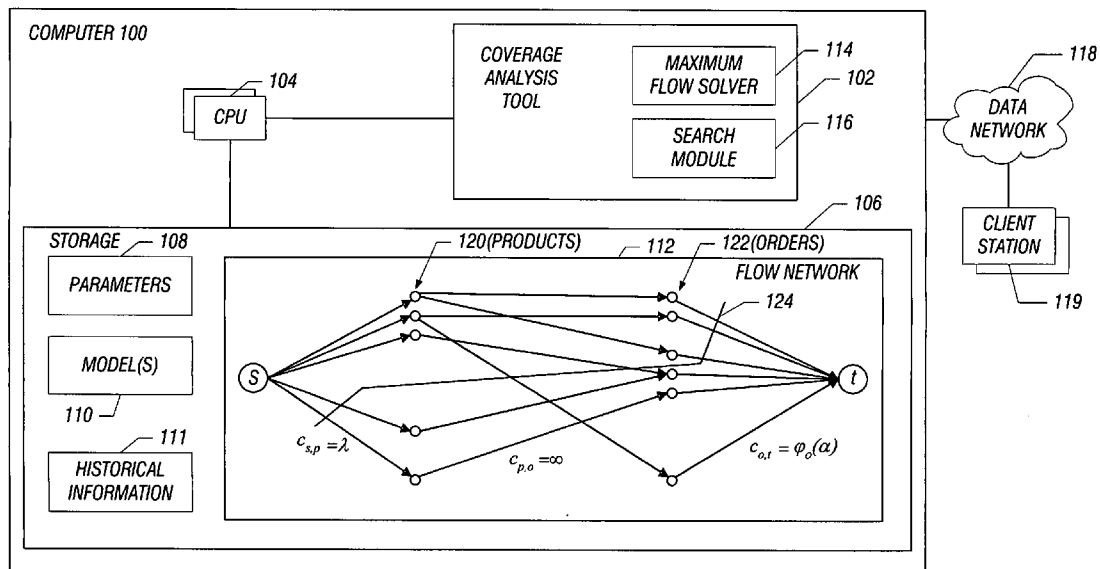 COMPUTER 100
104
CPU
COVERAGE
ANALYSIS
TOOL
114
MAXIMUM
FLOW SOLVER
102
116
SEARCH
MODULE
118
DATA
NETWORK
CLIENT
STATION
119
106
STORAGE
108
PARAMETERS
MODEL(S)
110
111
HISTORICAL
INFORMATION
120(PRODUCTS)
112
122(ORDERS)
FLOW NETWORK
124
S
t
c_{s,p} = λ
c_{p,o} = ∞
c_{o,t} = φ_o(α)